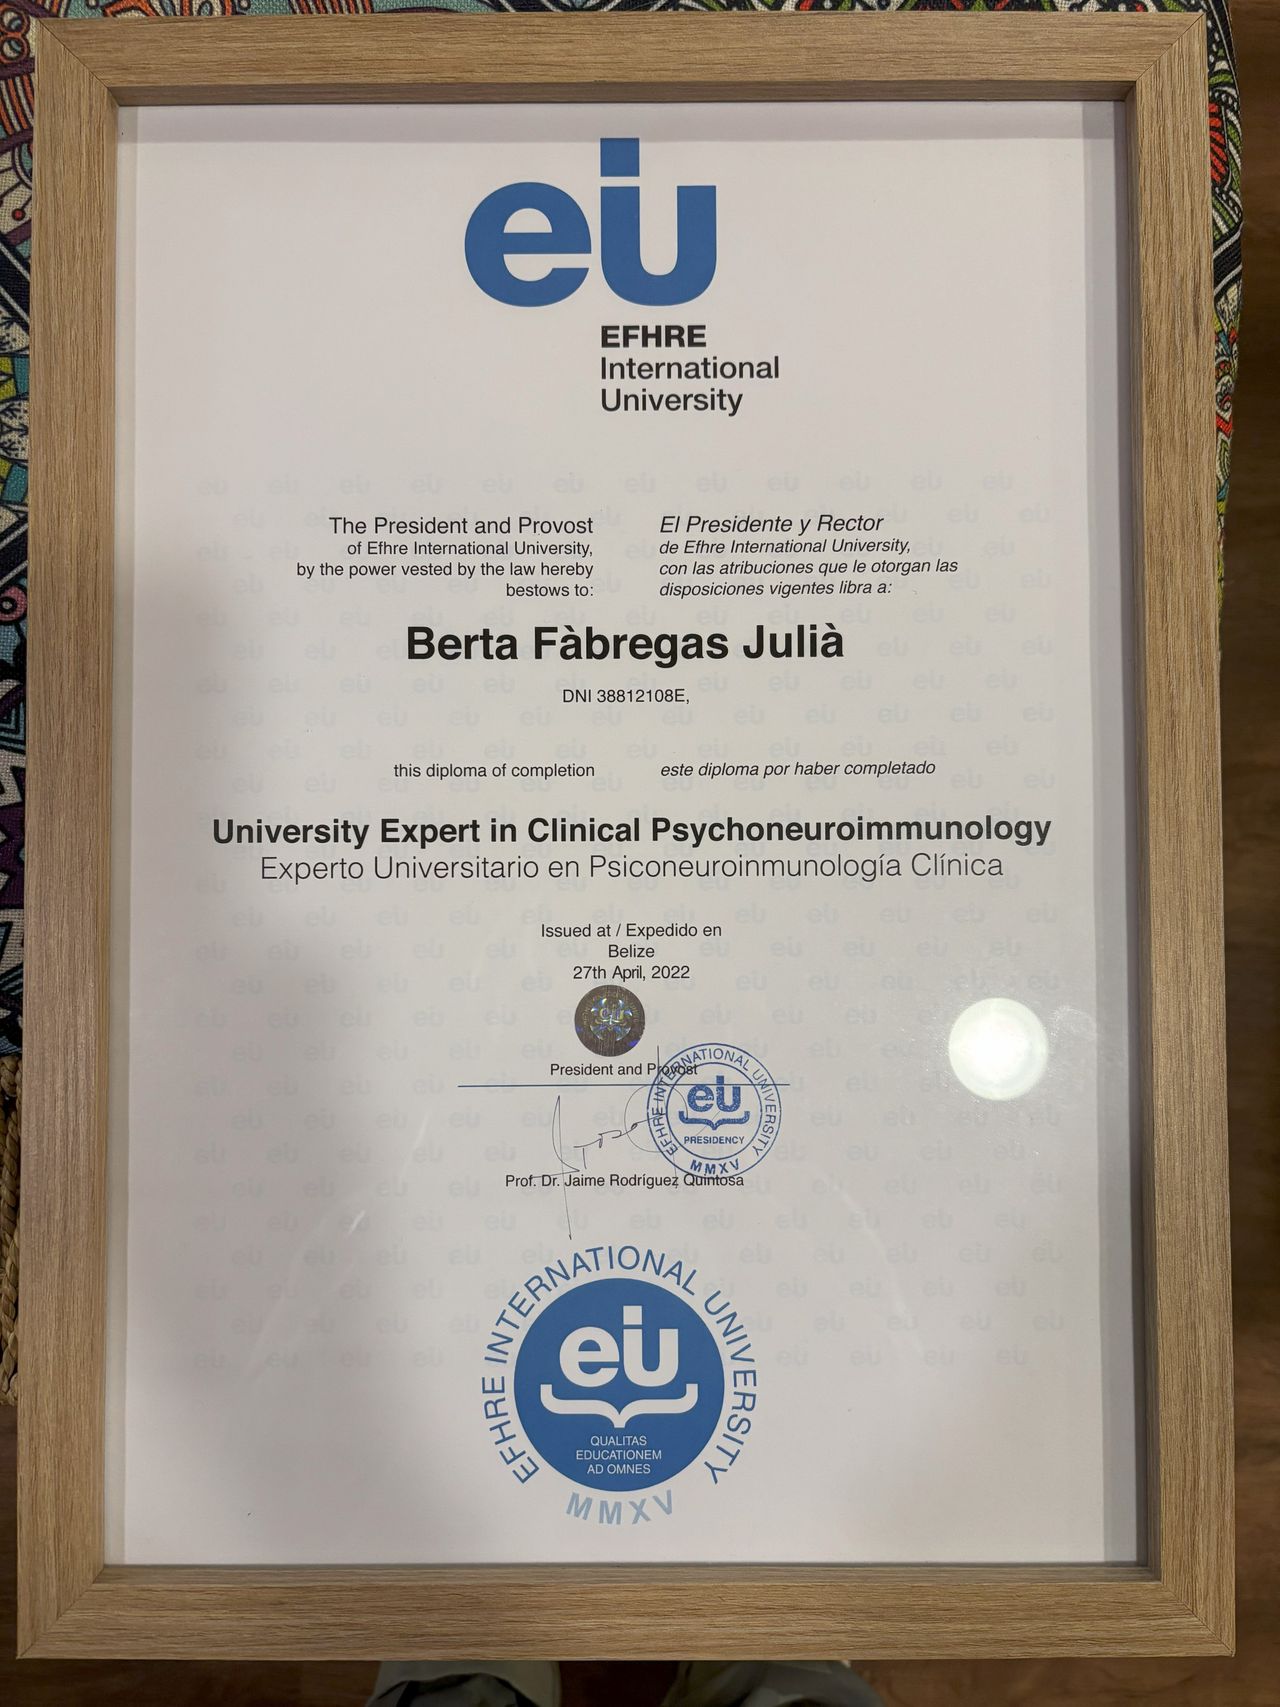 eiu
EFHRE
International
University
The President and Provost
of Efhre International University,
by the power vested by the law hereby
bestows to:
El Presidente y Rector
de Efhre International University,
con las atribuciones que le otorgan las
disposiciones vigentes libra a:
Berta Fàbregas Julià
DNI 38812108E,
this diploma of completion
este diploma por haber completado
University Expert in Clinical Psychoneuroimmunology
Experto Universitario en Psiconeuroinmunología Clínica
Issued at / Expedido en
Belize
27th April, 2022
eiu
President and Provost
EFHRE INTERNATIONAL UNIVERSITY
eiu
PRESIDENCY
MMXV
Prof. Dr. Jaime Rodríguez Quintosa
EFHRE INTERNATIONAL UNIVERSITY
eiu
QUALITAS
EDUCATIONEM
AD OMNES
MMXV